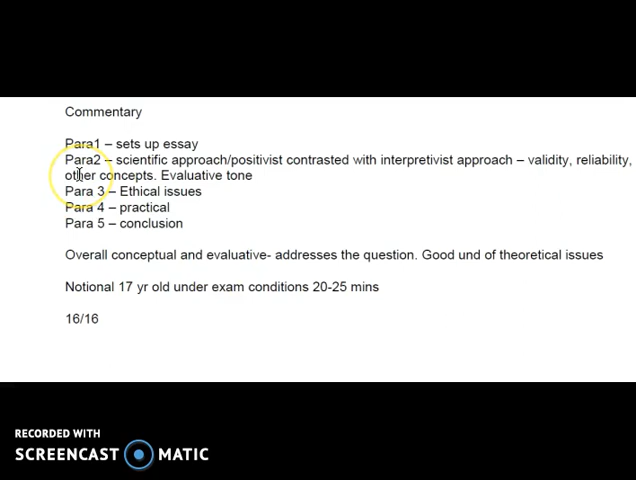 Commentary
Para1 – sets up essay
Para2 – scientific approach/positivist contrasted with interpretivist approach – validity, reliability,
other concepts. Evaluative tone
Para 3 – Ethical issues
Para 4 – practical
Para 5 – conclusion
Overall conceptual and evaluative- addresses the question. Good und of theoretical issues
Notional 17 yr old under exam conditions 20-25 mins
16/16
RECORDED WITH
SCREENCAST MATIC